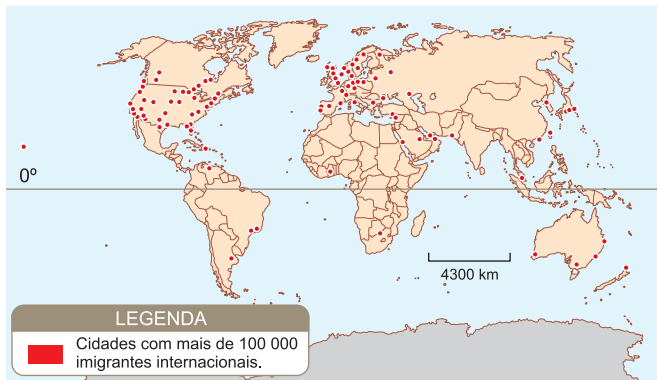 0º
4300 km
LEGENDA
Cidades com mais de 100 000
imigrantes internacionais.